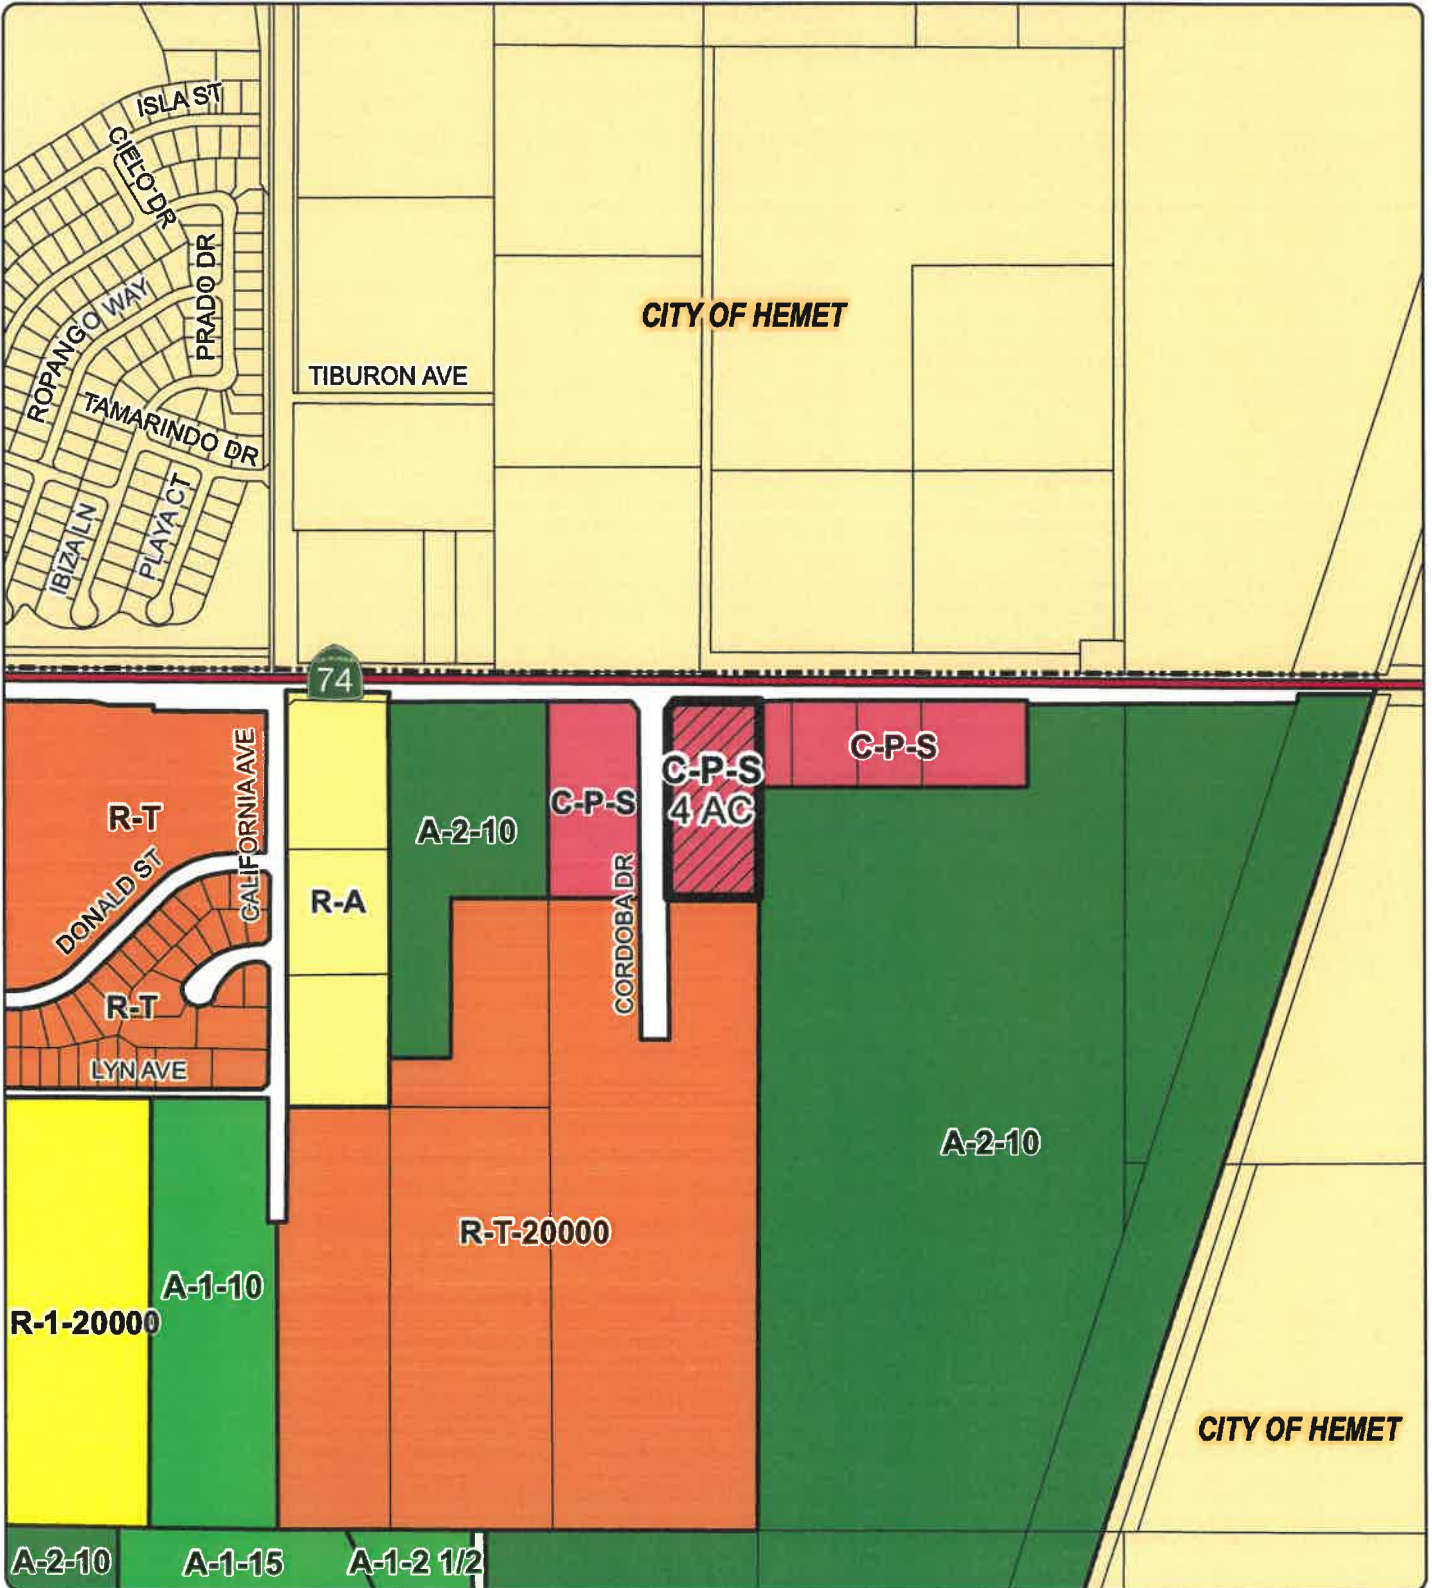 ISLA ST
CIELO DR
PRADO DR
ROPANGO WAY
CITY OF HEMET
TIBURON AVE
TAMARINDO DR
IBIZA LN
PLAYA CT
74
C-P-S
C-P-S
4 AC
C-P-S
R-T
CALIFORNIA AVE
A-2-10
DONALD ST
R-A
CORDOBA DR
R-T
LYN AVE
A-2-10
R-T-20000
A-1-10
R-1-20000
CITY OF HEMET
A-2-10
A-1-15
A-1-2 1/2